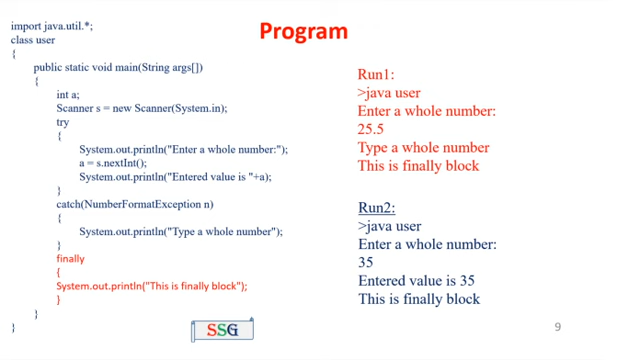 Program
import java.util.*;
class user
{
public static void main(String args[])
{
int a;
Scanner s = new Scanner(System.in);
try
{
System.out.println("Enter a whole number:");
a = s.nextInt();
System.out.println("Entered value is "+a);
}
catch(NumberFormatException n)
{
System.out.println("Type a whole number");
}
finally
{
System.out.println("This is finally block");
}
}
}
Run1:
>java user
Enter a whole number:
25.5
Type a whole number
This is finally block
Run2:
>java user
Enter a whole number:
35
Entered value is 35
This is finally block
SSG
9